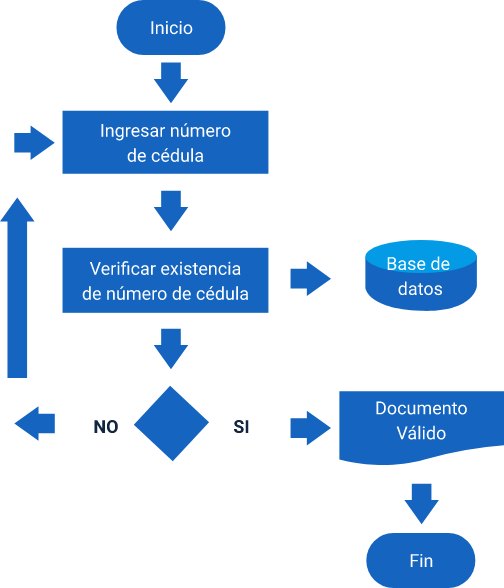 Inicio
Ingresar número
de cédula
Verificar existencia
de número de cédula
Base de
datos
NO
SI
Documento
Válido
Fin